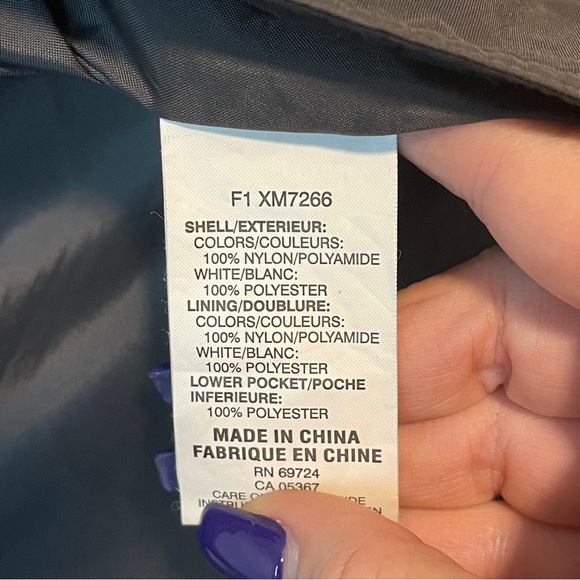 F1 XM7266
SHELL/EXTERIEUR:
COLORS/COULEURS:
100% NYLON/POLYAMIDE
WHITE/BLANC:
100% POLYESTER
LINING/DOUBLURE:
COLORS/COULEURS:
100% NYLON/POLYAMIDE
WHITE/BLANC:
100% POLYESTER
LOWER POCKET/POCHE
INFERIEURE:
100% POLYESTER
MADE IN CHINA
FABRIQUE EN CHINE
RN 69724
CA 05367
CARE